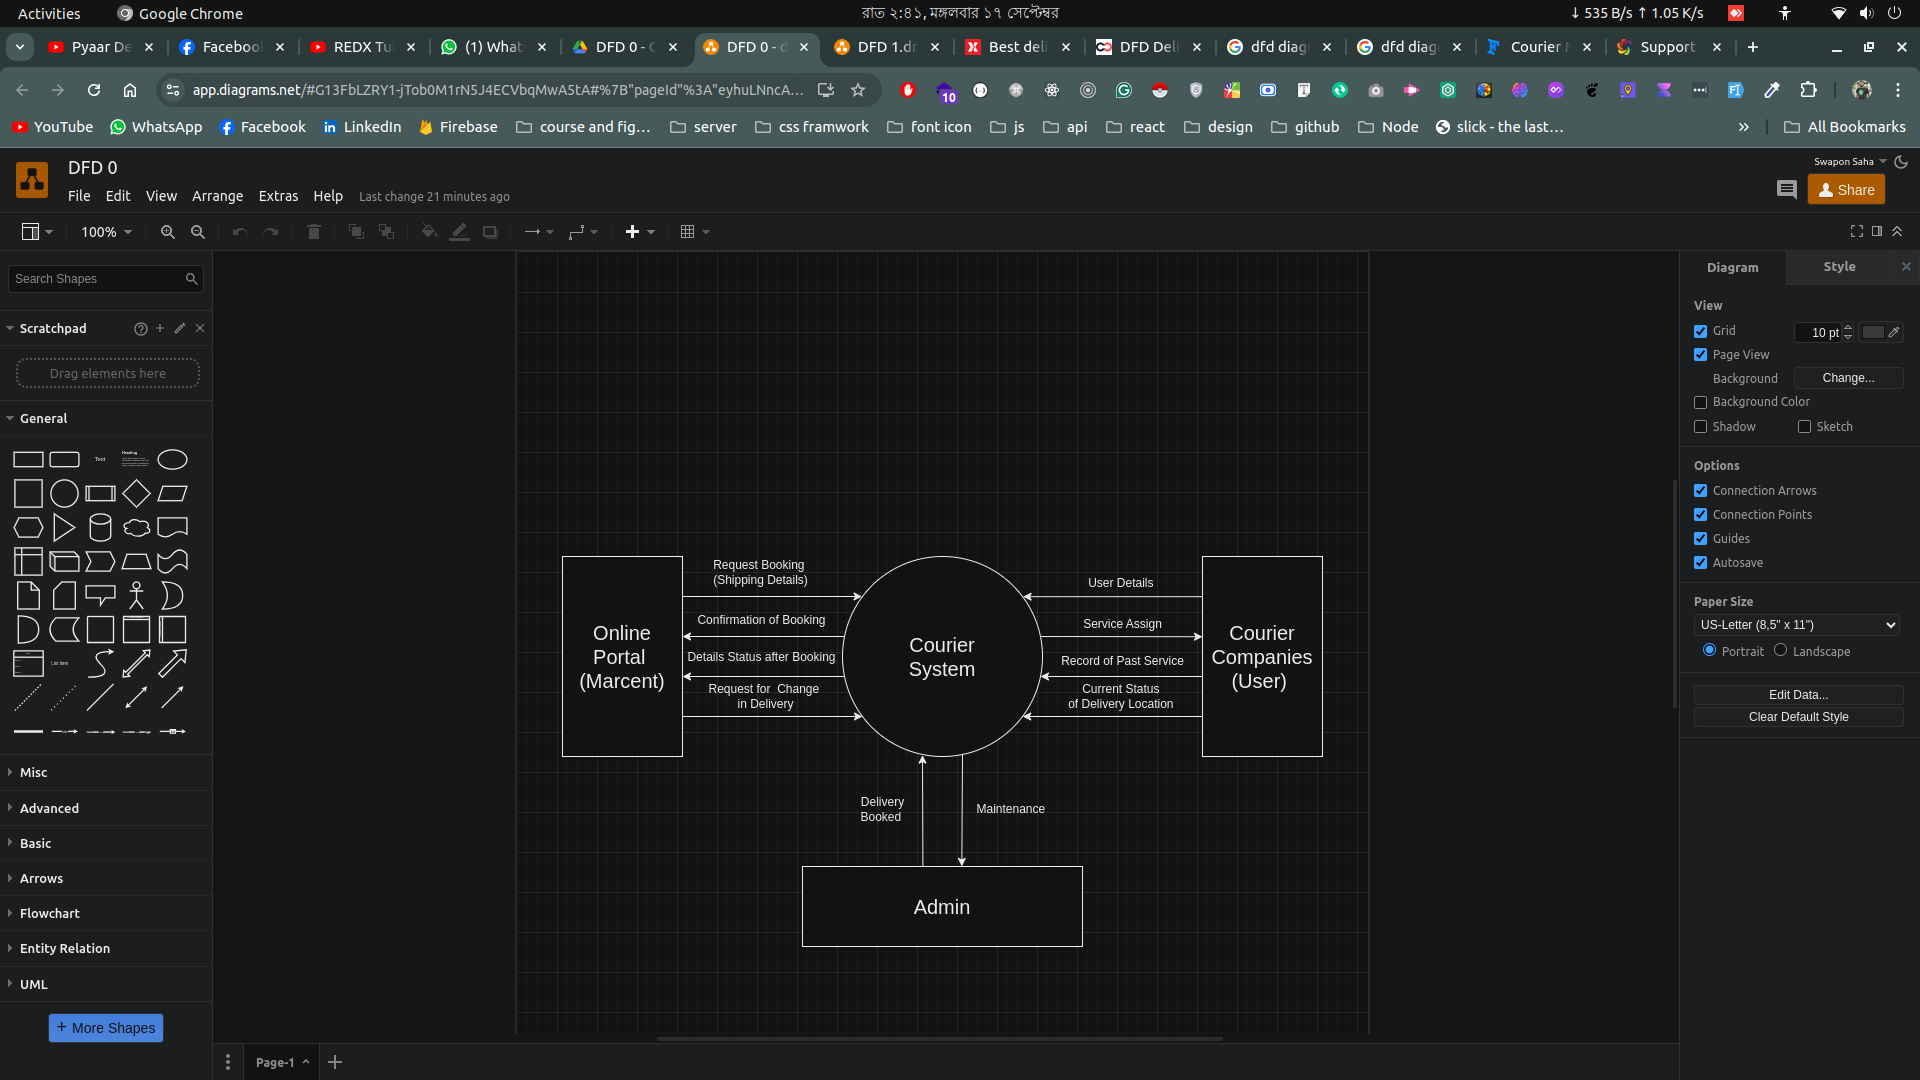 Activities
Google Chrome
রাত ২:৪১, মঙ্গলবার ১৭ সেপ্টেম্বর
↓ 535 B/s ↑ 1.05 K/s
Pyaar De
Facebool
REDX Tut
(1) What
DFD 0 - C
DFD 0 - d
DFD 1.dr
Best deli
DFD Deli
dfd diagr
dfd diagr
Courier M
Support
app.diagrams.net/#G13FbLZRY1-jTob0M1rN5J4ECVbqMwA5tA#%7B"pageId"%3A"eyhuLNncA...
10
YouTube
WhatsApp
Facebook
LinkedIn
Firebase
course and fig...
server
css framwork
font icon
js
api
react
design
github
Node
slick - the last...
All Bookmarks
DFD 0
Swapon Saha
File Edit View Arrange Extras Help Last change 21 minutes ago
Share
100%
Search Shapes
Scratchpad
Drag elements here
General
Text
Heading
List Item
Misc
Advanced
Basic
Arrows
Flowchart
Entity Relation
UML
+ More Shapes
Online
Portal
(Marcent)
Request Booking
(Shipping Details)
Confirmation of Booking
Details Status after Booking
Request for Change
in Delivery
Courier
System
User Details
Service Assign
Record of Past Service
Current Status
of Delivery Location
Courier
Companies
(User)
Delivery
Booked
Maintenance
Admin
Page-1
Diagram
Style
View
Grid
10 pt
Page View
Background
Change...
Background Color
Shadow
Sketch
Options
Connection Arrows
Connection Points
Guides
Autosave
Paper Size
US-Letter (8,5" x 11")
Portrait
Landscape
Edit Data...
Clear Default Style